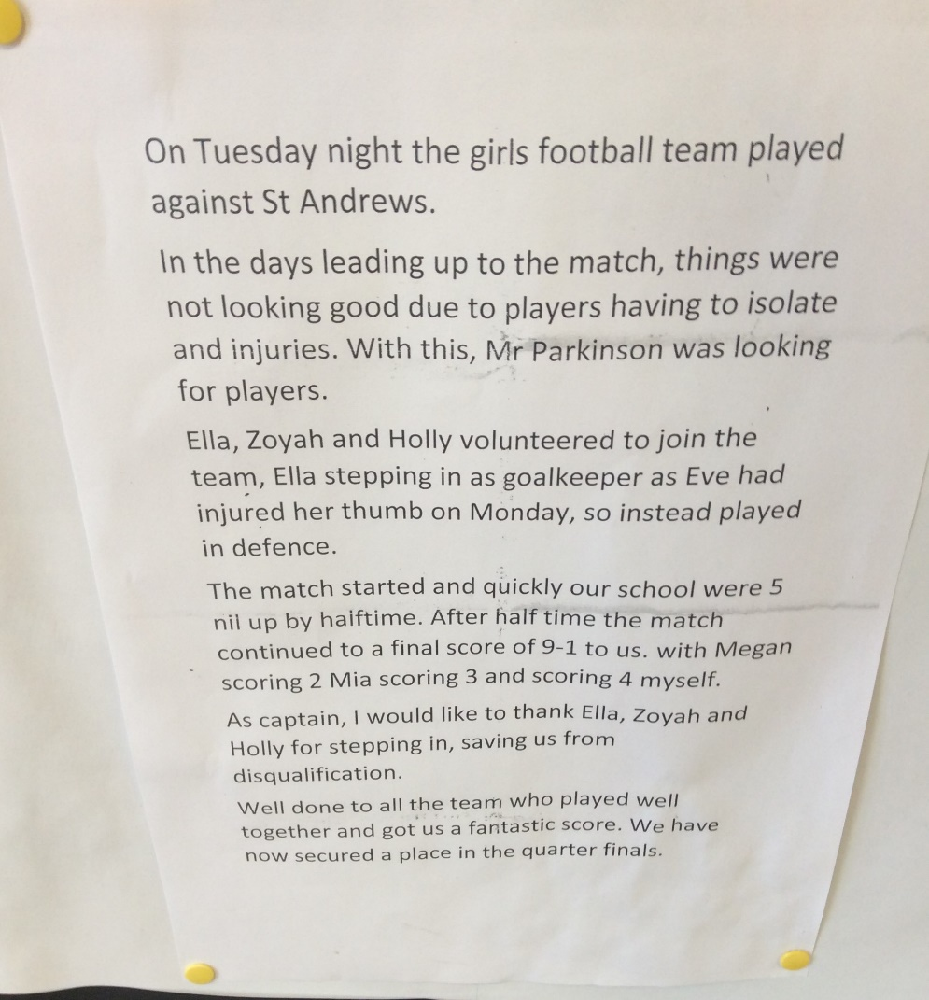 On Tuesday night the girls football team played
against St Andrews.
In the days leading up to the match, things were
not looking good due to players having to isolate
and injuries. With this, Mr Parkinson was looking
for players.
Ella, Zoyah and Holly volunteered to join the
team, Ella stepping in as goalkeeper as Eve had
injured her thumb on Monday, so instead played
in defence.
The match started and quickly our school were 5
nil up by haiftime. After half time the match
continued to a final score of 9-1 to us. with Megan
scoring 2 Mia scoring 3 and scoring 4 myself.
As captain, I would like to thank Ella, Zoyah and
Holly for stepping in, saving us from
disqualification.
Well done to all the team who played well
together and got us a fantastic score. We have
now secured a place in the quarter finals.